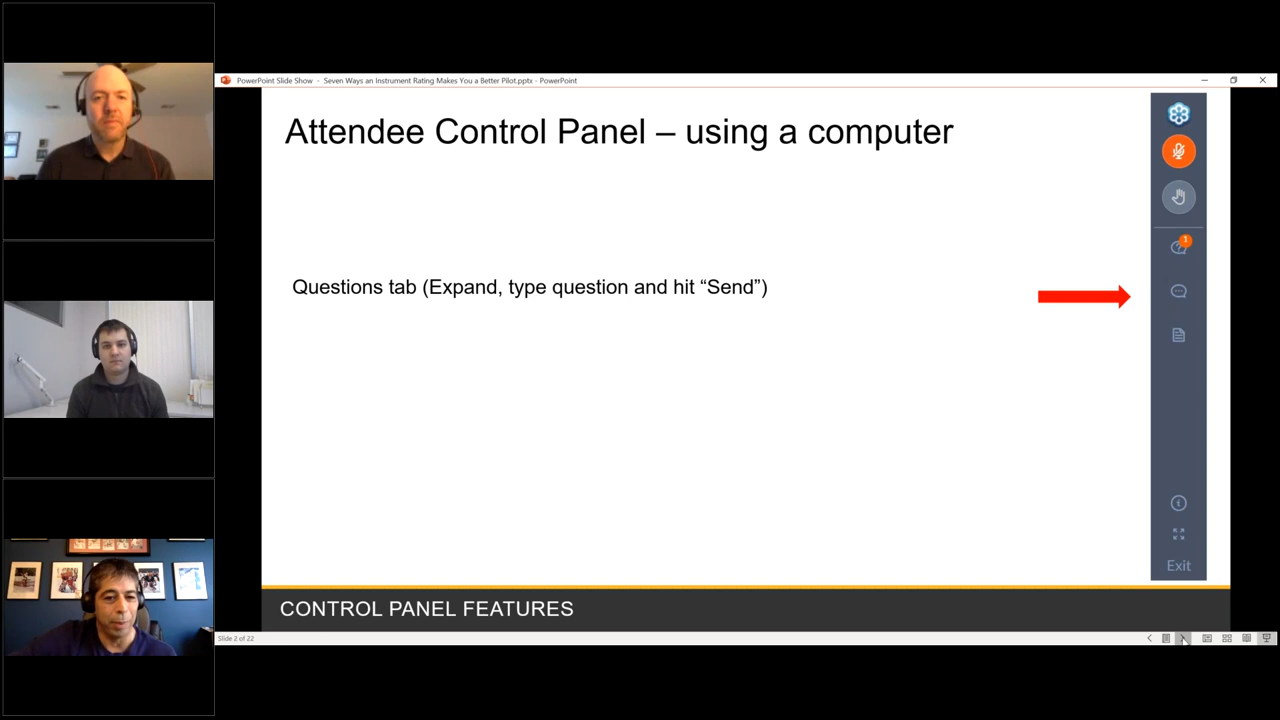 PowerPoint Slide Show - Seven Ways an Instrument Rating Makes You a Better Pilot.pptx - PowerPoint
Attendee Control Panel – using a computer
1
Questions tab (Expand, type question and hit “Send”)
Exit
CONTROL PANEL FEATURES
Slide 2 of 22